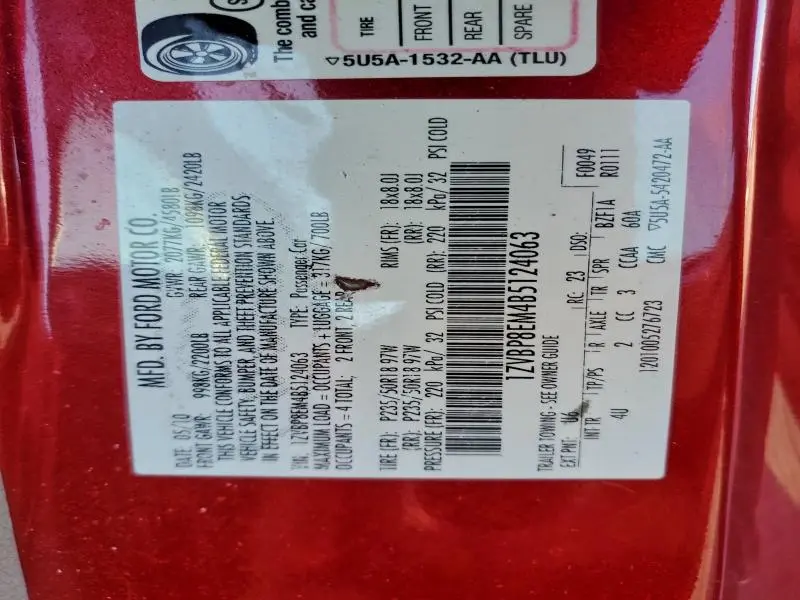 The comb
and ca
TIRE
FRONT
REAR
SPARE
▽5U5A-1532-AA (TLU)
MFD. BY FORD MOTOR CO.
DATE 05/10 GVWR 2077KG/4580LB
FRONT GAWR: 998KG/2200LB REAR GAWR: 1098KG/2420LB
THIS VEHICLE CONFORMS TO ALL APPLICABLE FEDERAL MOTOR
VEHICLE SAFETY, BUMPER, AND THEFT PREVENTION STANDARDS
IN EFFECT ON THE DATE OF MANUFACTURE SHOWN ABOVE.
VIN: 1ZVBP8EM4B5124063 TYPE: Passenger Car
MAXIMUM LOAD = OCCUPANTS + LUGGAGE = 317KG/700LB
OCCUPANTS = 4 TOTAL; 2 FRONT, 2 REAR
TIRE (FR): P235/50R18 97W RIMS (FR): 18x8.0J
(RR): P235/50R18 97W (RR): 18x8.0J
PRESSURE (FR): 220 kPa/ 32 PSI COLD (RR): 220 kPa/ 32 PSI COLD
1ZVBP8EM4B5124063
TRAILER TOWING - SEE OWNER GUIDE
F0049
EXT PNT: U6 RC: 23 DSO: R0111
INT TR TP/PS R AXLE TR SPR BZFTA
4U 2 CC 3 CCAA 60A
1201005276723 CMC ▽5U5A-5420472-AA